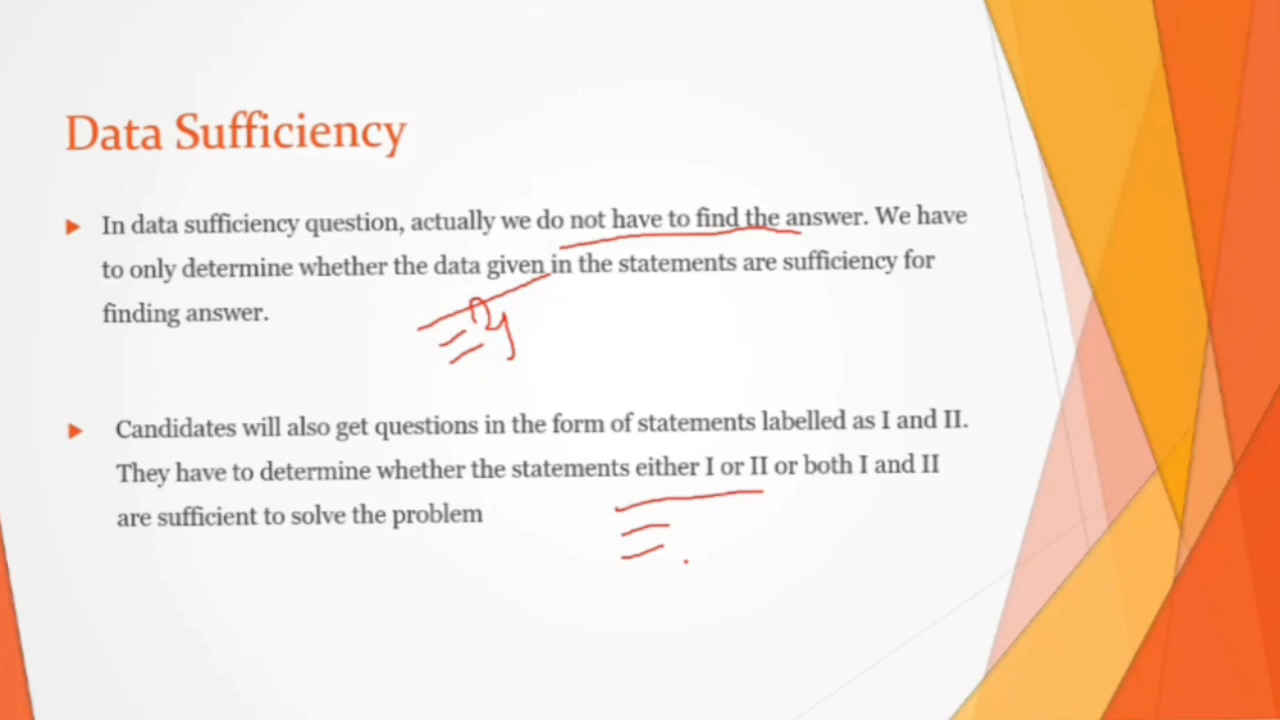 Data Sufficiency
In data sufficiency question, actually we do not have to find the answer. We have
to only determine whether the data given in the statements are sufficiency for
finding answer.
Candidates will also get questions in the form of statements labelled as I and II.
They have to determine whether the statements either I or II or both I and II
are sufficient to solve the problem